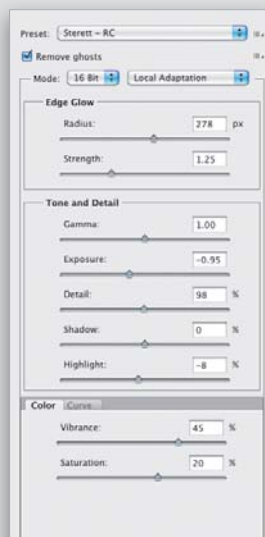 Preset: Sterett - RC
Remove ghosts
Mode: 16 Bit Local Adaptation
Edge Glow
Radius: 278 px
Strength: 1.25
Tone and Detail
Gamma: 1.00
Exposure: -0.95
Detail: 98 %
Shadow: 0 %
Highlight: -8 %
Color Curve
Vibrance: 45 %
Saturation: 20 %